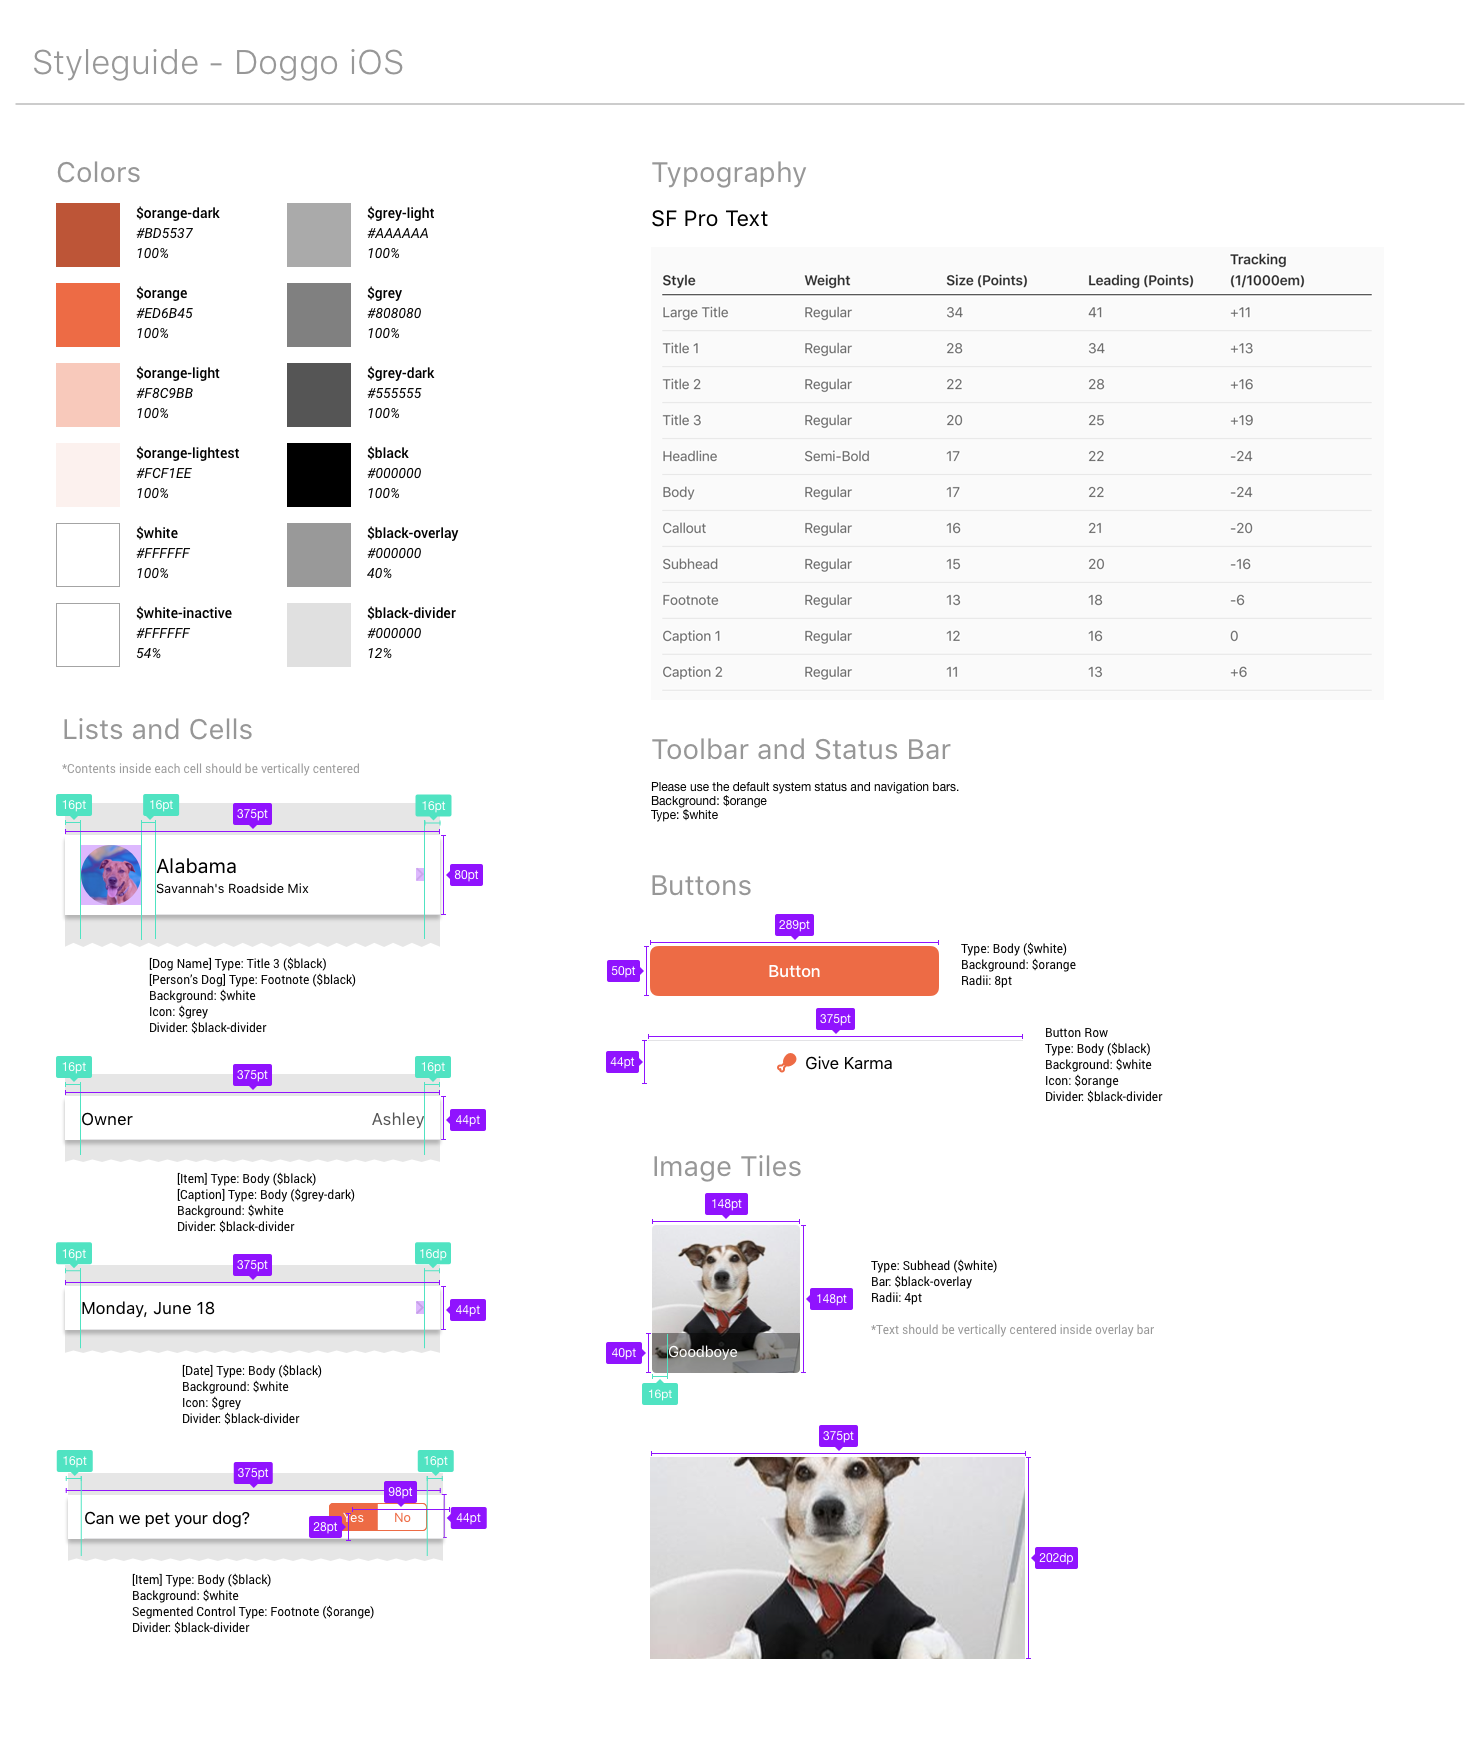 Styleguide - Doggo iOS
Colors
$orange-dark
#BD5537
100%
$grey-light
#AAAAAA
100%
$orange
#ED6B45
100%
$grey
#808080
100%
$orange-light
#F8C9BB
100%
$grey-dark
#555555
100%
$orange-lightest
#FCF1EE
100%
$black
#000000
100%
$white
#FFFFFF
100%
$black-overlay
#000000
40%
$white-inactive
#FFFFFF
54%
$black-divider
#000000
12%
Lists and Cells
*Contents inside each cell should be vertically centered
16pt
16pt
375pt
16pt
Alabama
Savannah's Roadside Mix
80pt
[Dog Name] Type: Title 3 ($black)
[Person's Dog] Type: Footnote ($black)
Background: $white
Icon: $grey
Divider: $black-divider
16pt
375pt
16pt
Owner
Ashley
44pt
[Item] Type: Body ($black)
[Caption] Type: Body ($grey-dark)
Background: $white
Divider: $black-divider
16pt
375pt
16dp
Monday, June 18
44pt
[Date] Type: Body ($black)
Background: $white
Icon: $grey
Divider: $black-divider
16pt
375pt
16pt
98pt
Can we pet your dog?
28pt
Yes
No
44pt
[Item] Type: Body ($black)
Background: $white
Segmented Control Type: Footnote ($orange)
Divider: $black-divider
Typography
SF Pro Text
Style Weight Size (Points) Leading (Points) Tracking
(1/1000em)
Large Title Regular 34 41 +11
Title 1 Regular 28 34 +13
Title 2 Regular 22 28 +16
Title 3 Regular 20 25 +19
Headline Semi-Bold 17 22 -24
Body Regular 17 22 -24
Callout Regular 16 21 -20
Subhead Regular 15 20 -16
Footnote Regular 13 18 -6
Caption 1 Regular 12 16 0
Caption 2 Regular 11 13 +6
Toolbar and Status Bar
Please use the default system status and navigation bars.
Background: $orange
Type: $white
Buttons
289pt
50pt
Button
Type: Body ($white)
Background: $orange
Radii: 8pt
375pt
44pt
Give Karma
Button Row
Type: Body ($black)
Background: $white
Icon: $orange
Divider: $black-divider
Image Tiles
148pt
148pt
40pt
Goodboye
16pt
Type: Subhead ($white)
Bar: $black-overlay
Radii: 4pt
*Text should be vertically centered inside overlay bar
375pt
202dp